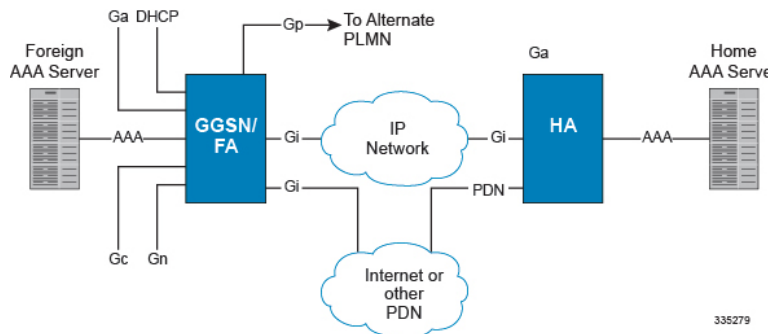 Ga DHCP
Gp
To Alternate
PLMN
Foreign
AAA Server
Ga
Home
AAA Serve
AAA
GGSN/
FA
Gi
IP
Network
Gi
HA
AAA
Gi
PDN
Gc
Gn
Internet or
other
PDN
335279